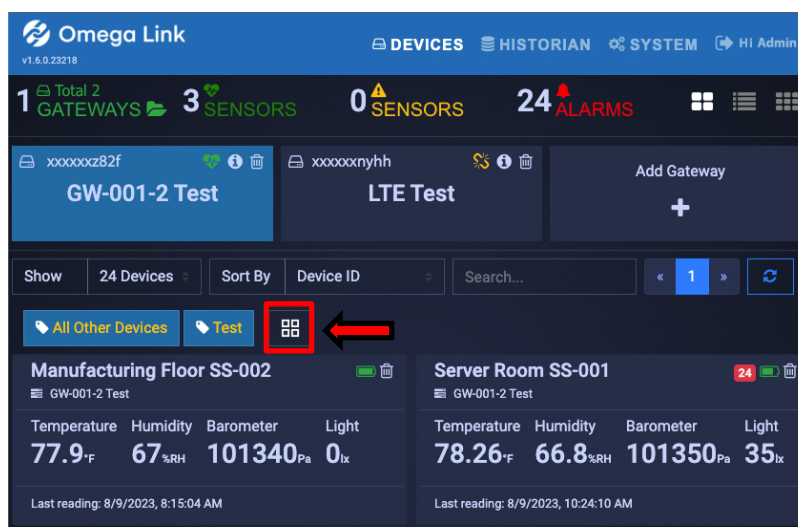 Omega Link
v1.6.0.23218
DEVICES HISTORIAN SYSTEM Hi Admin
1 Total 2 GATEWAYS 3 SENSORS 0 SENSORS 24 ALARMS
xxxxxxz82f
GW-001-2 Test
xxxxxxnyhh
LTE Test
Add Gateway
+
Show 24 Devices Sort By Device ID Search... « 1 »
All Other Devices Test
Manufacturing Floor SS-002
GW-001-2 Test
Temperature Humidity Barometer Light
77.9°F 67%RH 101340Pa 0lx
Last reading: 8/9/2023, 8:15:04 AM
Server Room SS-001 24
GW-001-2 Test
Temperature Humidity Barometer Light
78.26°F 66.8%RH 101350Pa 35lx
Last reading: 8/9/2023, 10:24:10 AM